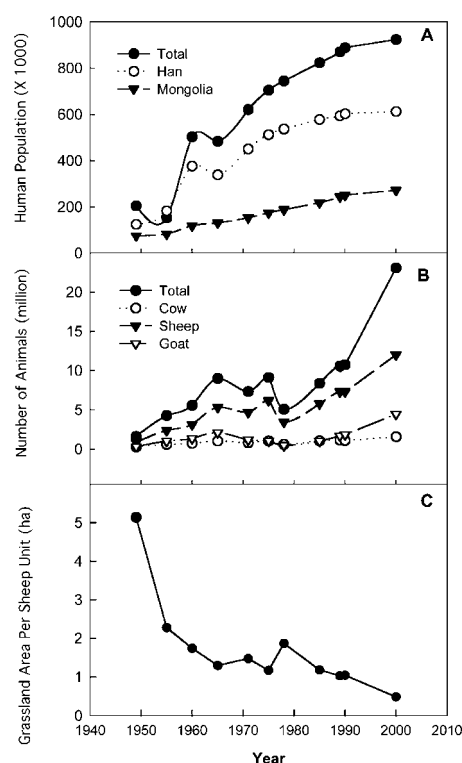 1000
A
Total
Han
Mongolia
800
600
400
200
0
Human Population (X 1000)
B
Total
Cow
Sheep
Goat
20
15
10
5
0
Number of Animals (million)
C
5
4
3
2
1
0
Grassland Area Per Sheep Unit (ha)
1940 1950 1960 1970 1980 1990 2000 2010
Year